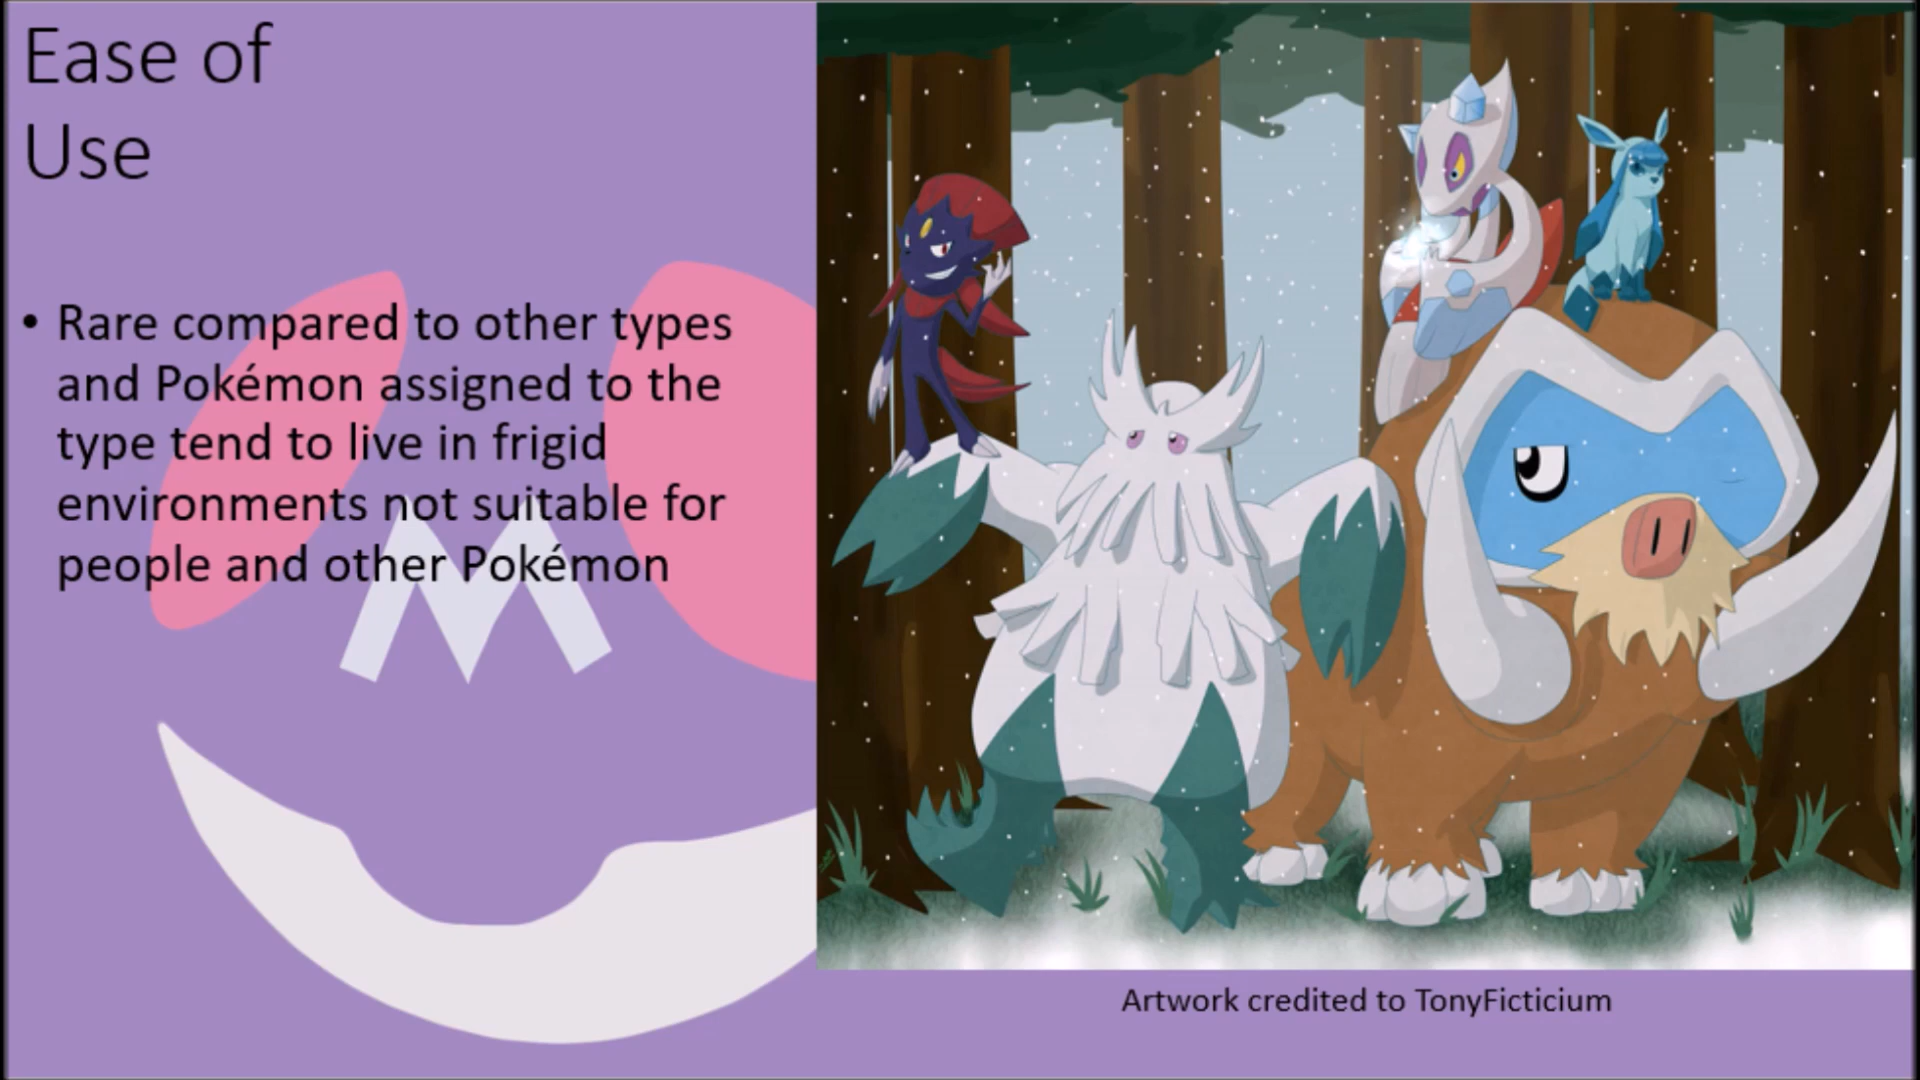 Ease of
Use
• Rare compared to other types
and Pokémon assigned to the
type tend to live in frigid
environments not suitable for
people and other Pokémon
M
Artwork credited to TonyFicticium